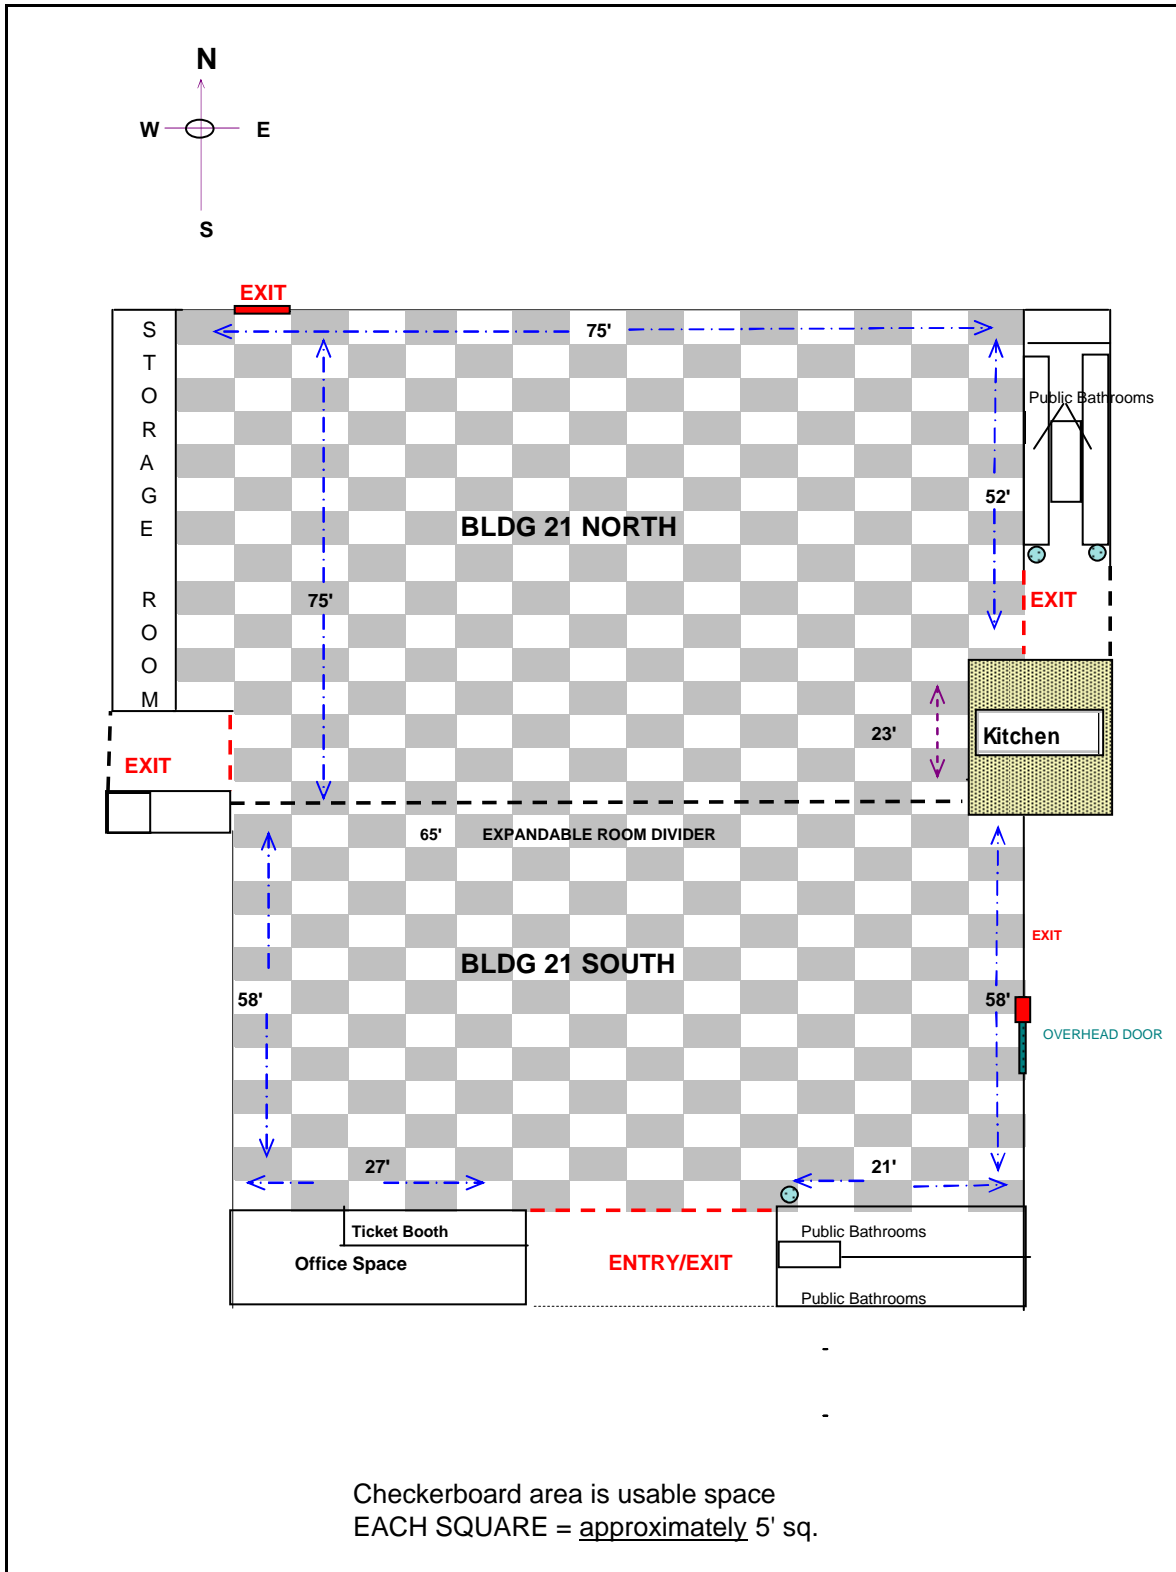 N
W E
S
EXIT
75'
STORAGE ROOM
Public Bathrooms
52'
BLDG 21 NORTH
75'
EXIT
23'
Kitchen
EXIT
65' EXPANDABLE ROOM DIVIDER
EXIT
BLDG 21 SOUTH
58'
58'
OVERHEAD DOOR
27'
21'
Ticket Booth
Public Bathrooms
Office Space
ENTRY/EXIT
Public Bathrooms
-
-
Checkerboard area is usable space
EACH SQUARE = approximately 5' sq.